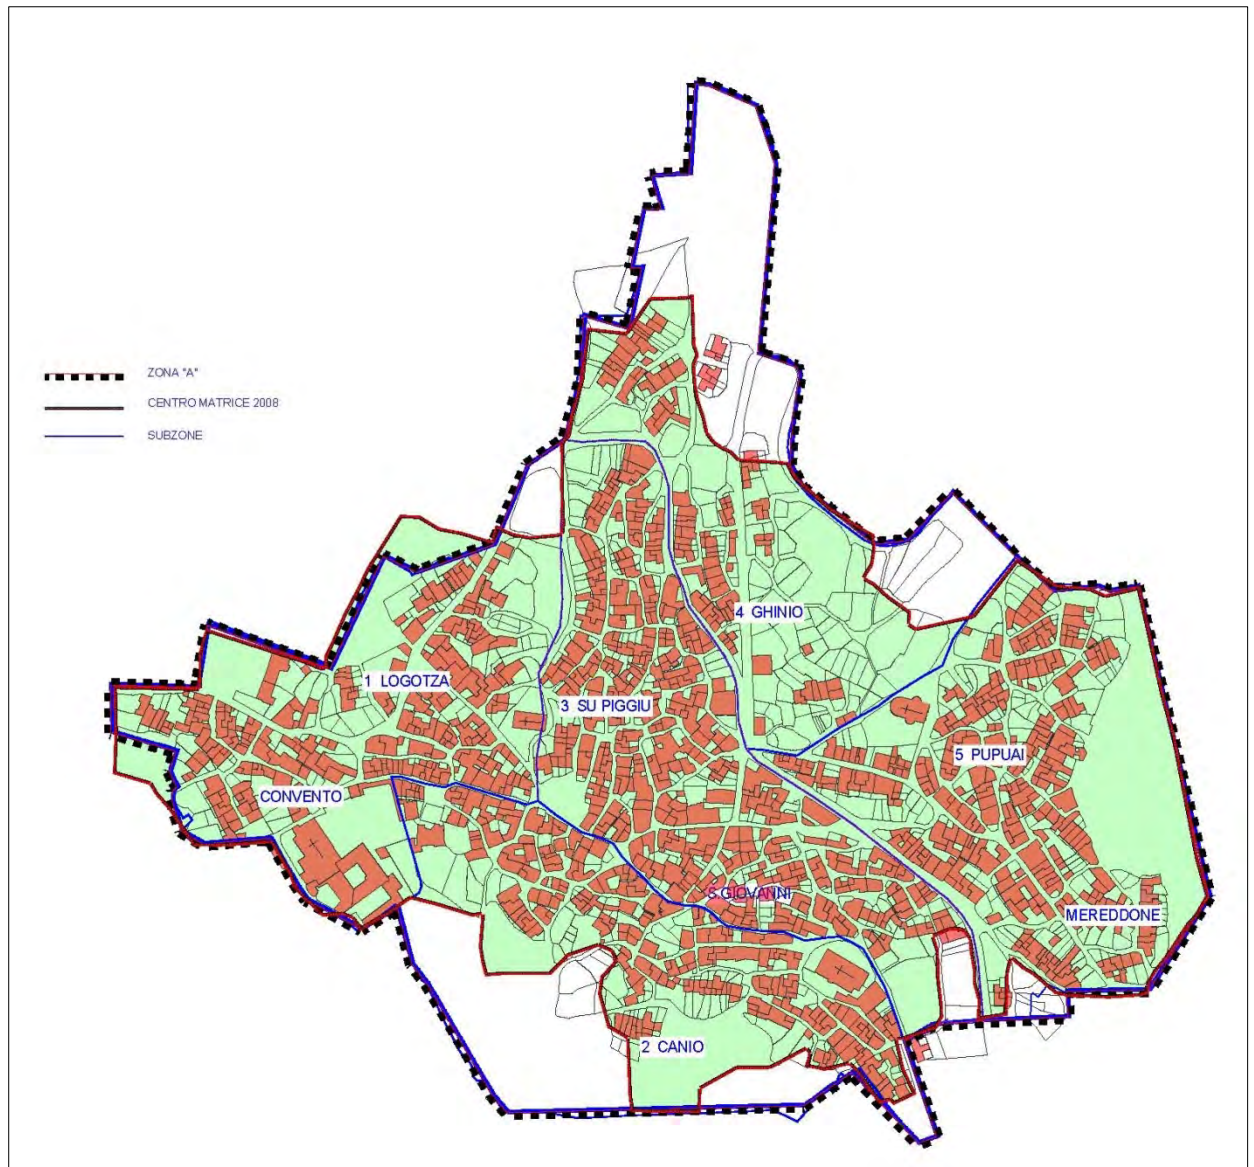 ZONA "A"
CENTRO MATRICE 2008
SUBZONE
4 GHINIO
1 LOGOTZA
3 SU PIGGIU
5 PUPUAI
CONVENTO
S.GIOVANNI
MEREDDONE
2 CANIO